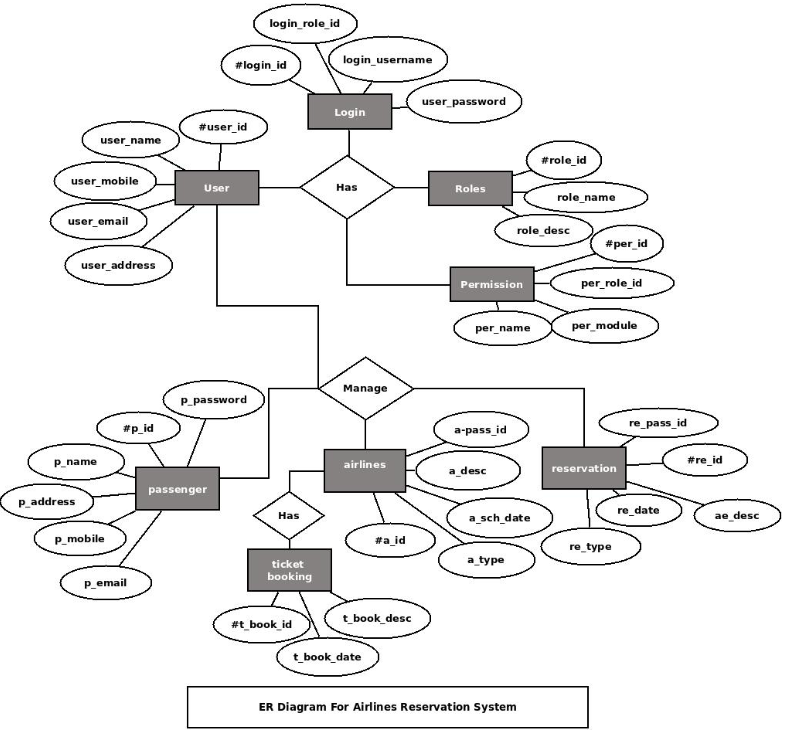 login_role_id
#login_id
login_username
user_password
Login
#user_id
user_name
user_mobile
user_email
user_address
User
Has
Roles
#role_id
role_name
role_desc
#per_id
Permission
per_role_id
per_name
per_module
Manage
p_password
#p_id
p_name
p_address
p_mobile
p_email
passenger
airlines
a-pass_id
a_desc
a_sch_date
#a_id
a_type
reservation
re_pass_id
#re_id
re_date
ae_desc
re_type
Has
ticket
booking
#t_book_id
t_book_desc
t_book_date
ER Diagram For Airlines Reservation System